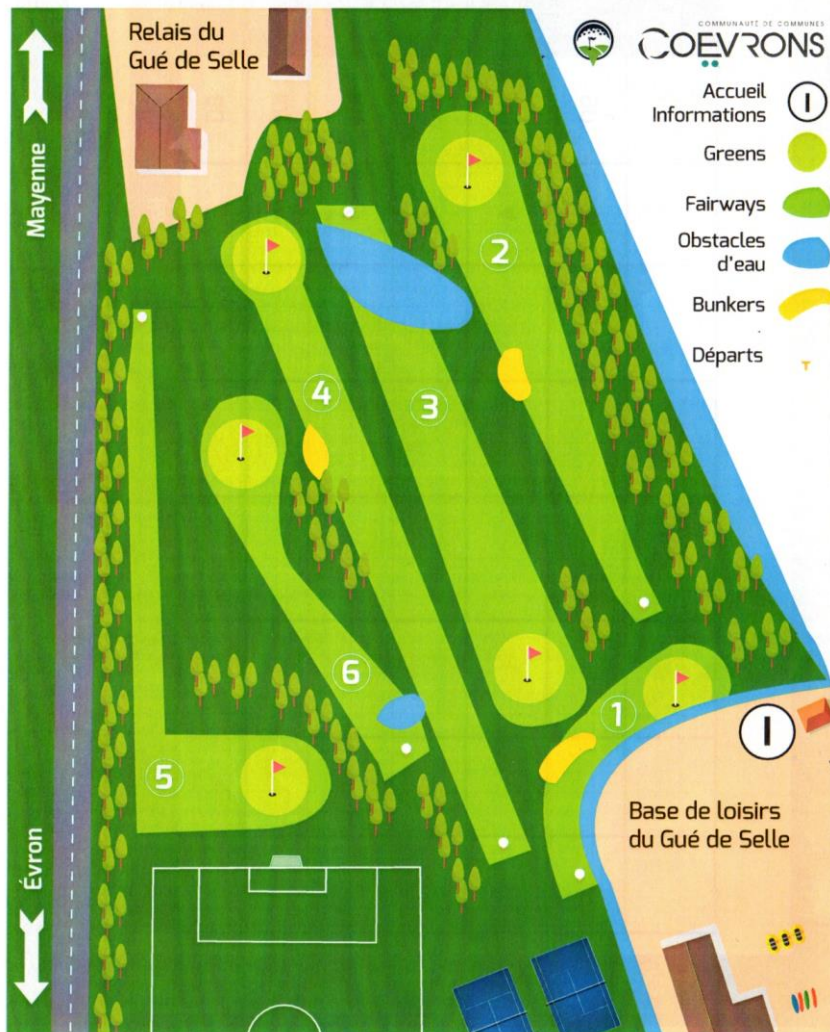 Relais du
Gué de Selle
COMMUNAUTÉ DE COMMUNES
COËVRONS
Accueil
Informations
I
Greens
Fairways
Obstacles
d'eau
Bunkers
Départs
Mayenne
2
4
3
6
1
5
I
Base de loisirs
du Gué de Selle
Évron